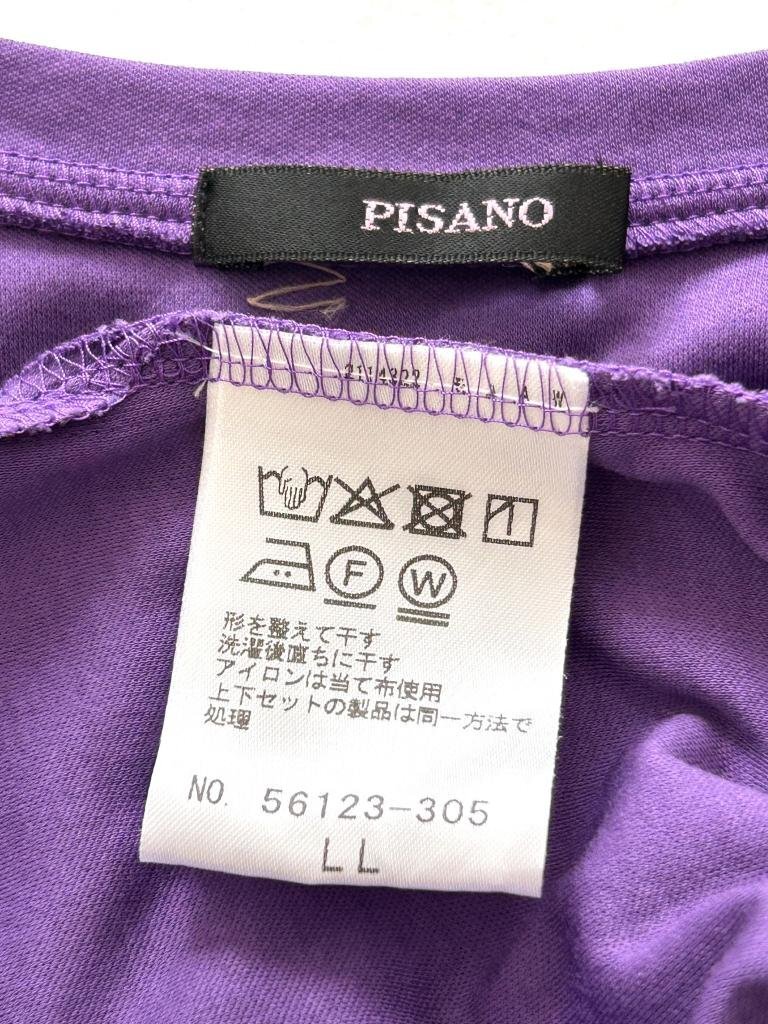 PISANO
F
W
形を整えて干す
洗濯後直ちに干す
アイロンは当て布使用
上下セットの製品は同一方法で
処理
NO. 56123-305
LL